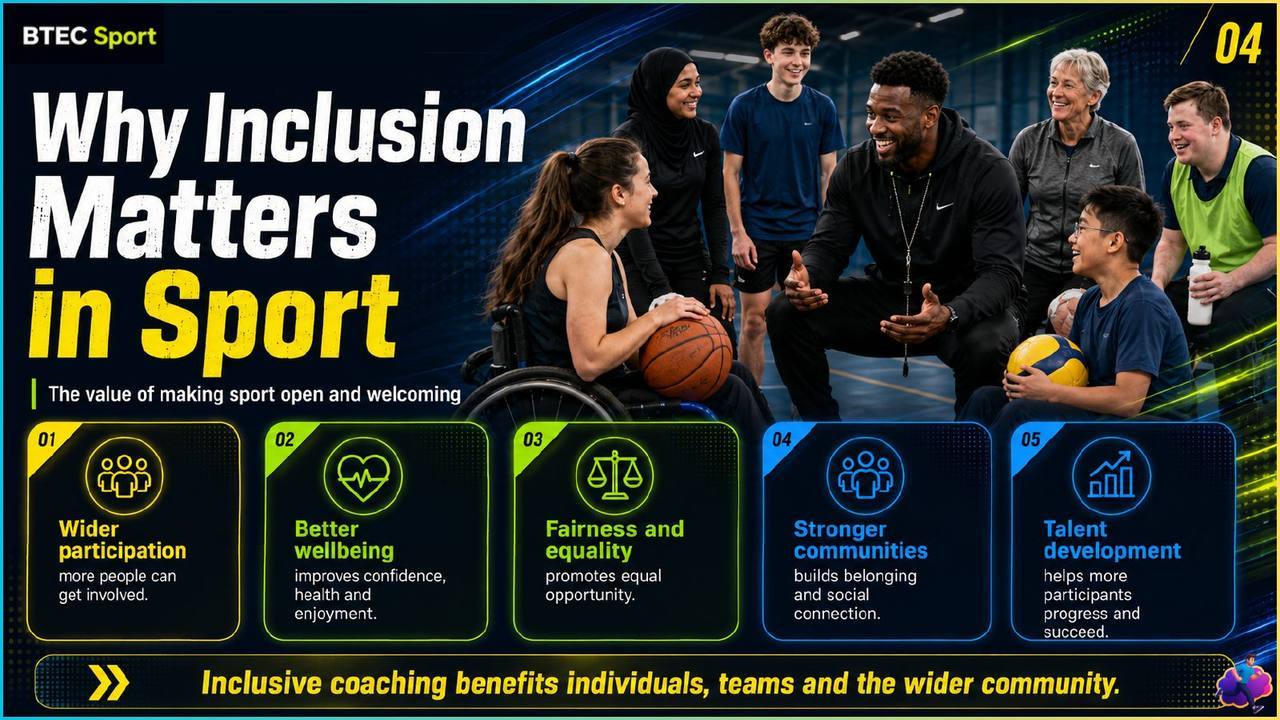 BTEC Sport
04
Why Inclusion
Matters
in Sport
The value of making sport open and welcoming
01
Wider
participation
more people can
get involved.
02
Better
wellbeing
improves confidence,
health and
enjoyment.
03
Fairness and
equality
promotes equal
opportunity.
04
Stronger
communities
builds belonging
and social
connection.
05
Talent
development
helps more
participants
progress and
succeed.
Inclusive coaching benefits individuals, teams and the wider community.